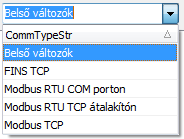 Belső változók
CommTypeStr
Belső változók
FINS TCP
Modbus RTU COM porton
Modbus RTU TCP átalakítón
Modbus TCP